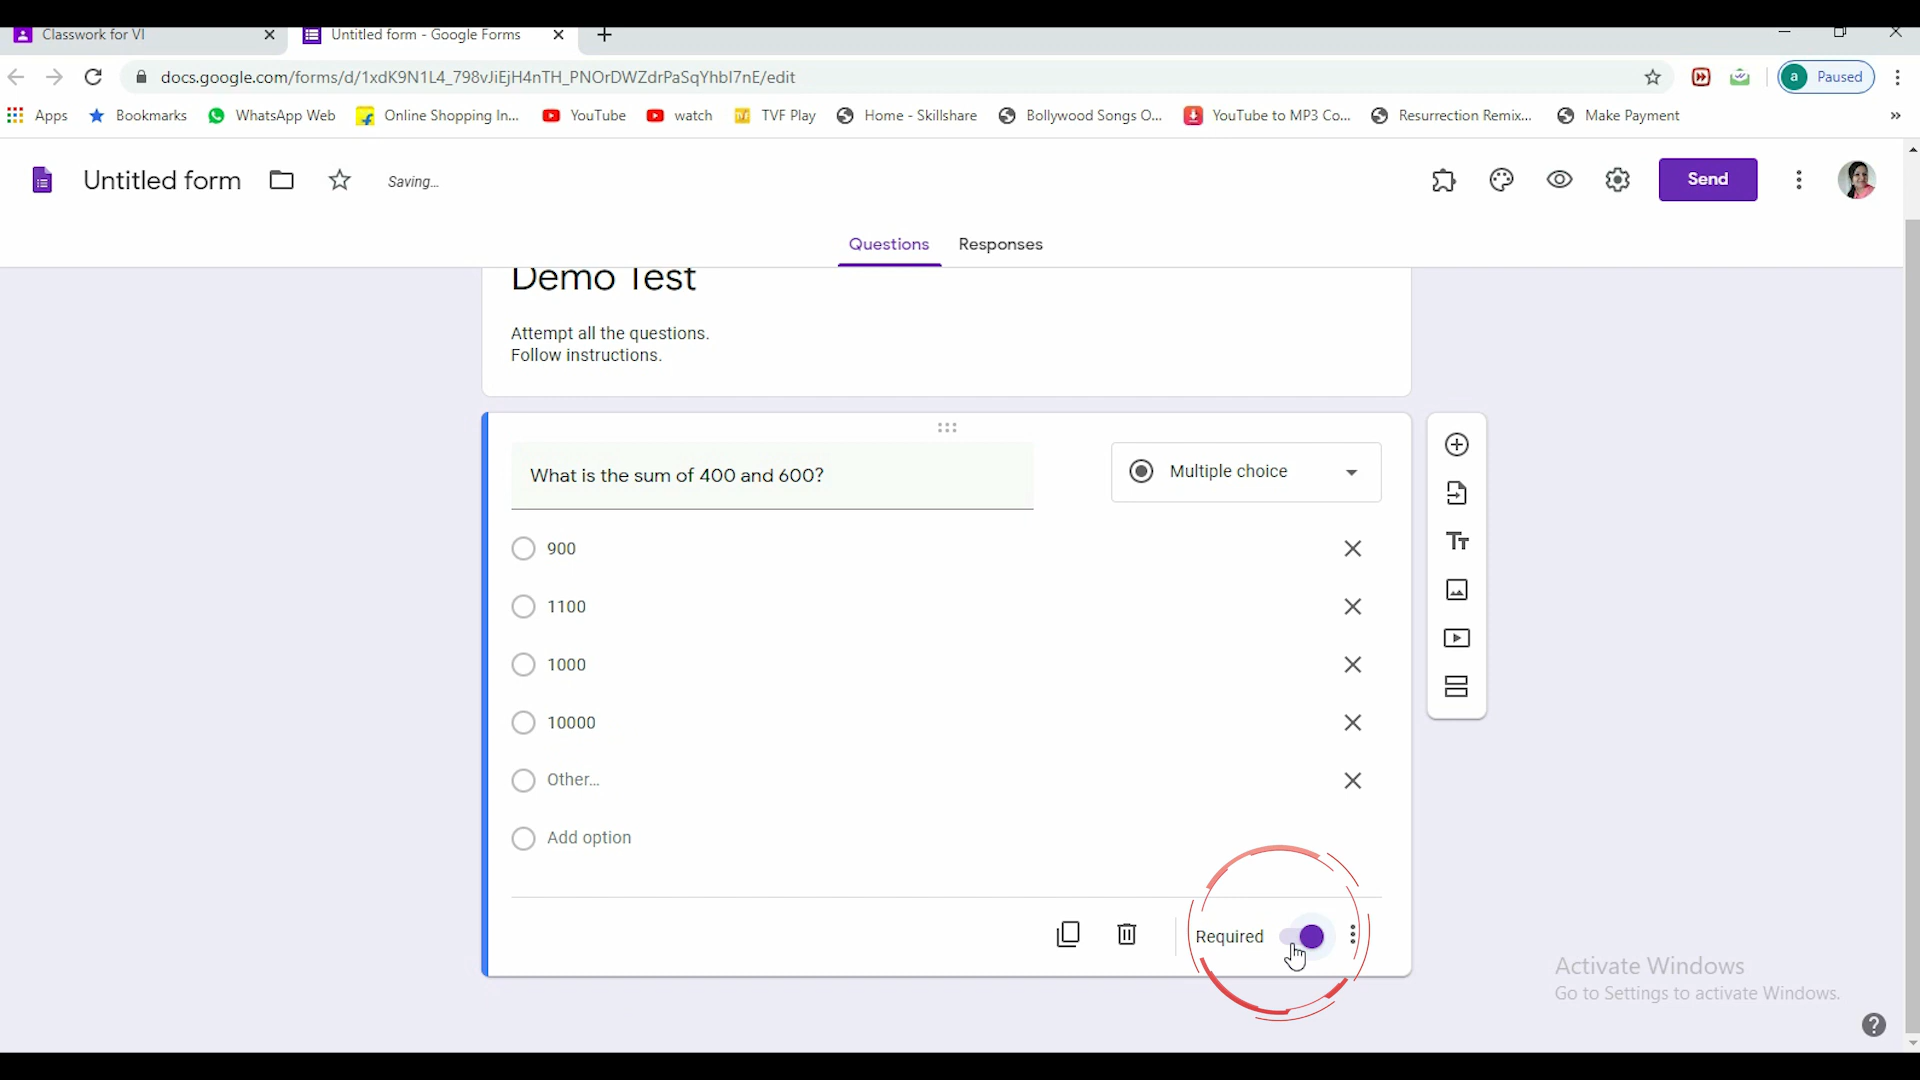 Classwork for VI
Untitled form - Google Forms
docs.google.com/forms/d/1xdK9N1L4_798vJiEjH4nTH_PNOrDWZdrPaSqYhbI7nE/edit
a Paused
Apps Bookmarks WhatsApp Web Online Shopping In... YouTube watch TVF Play Home - Skillshare Bollywood Songs O... YouTube to MP3 Co... Resurrection Remix... Make Payment »
Untitled form Saving... Send
Questions Responses
Demo Test
Attempt all the questions.
Follow instructions.
What is the sum of 400 and 600? Multiple choice
900
1100
1000
10000
Other...
Add option
Required
Activate Windows
Go to Settings to activate Windows.